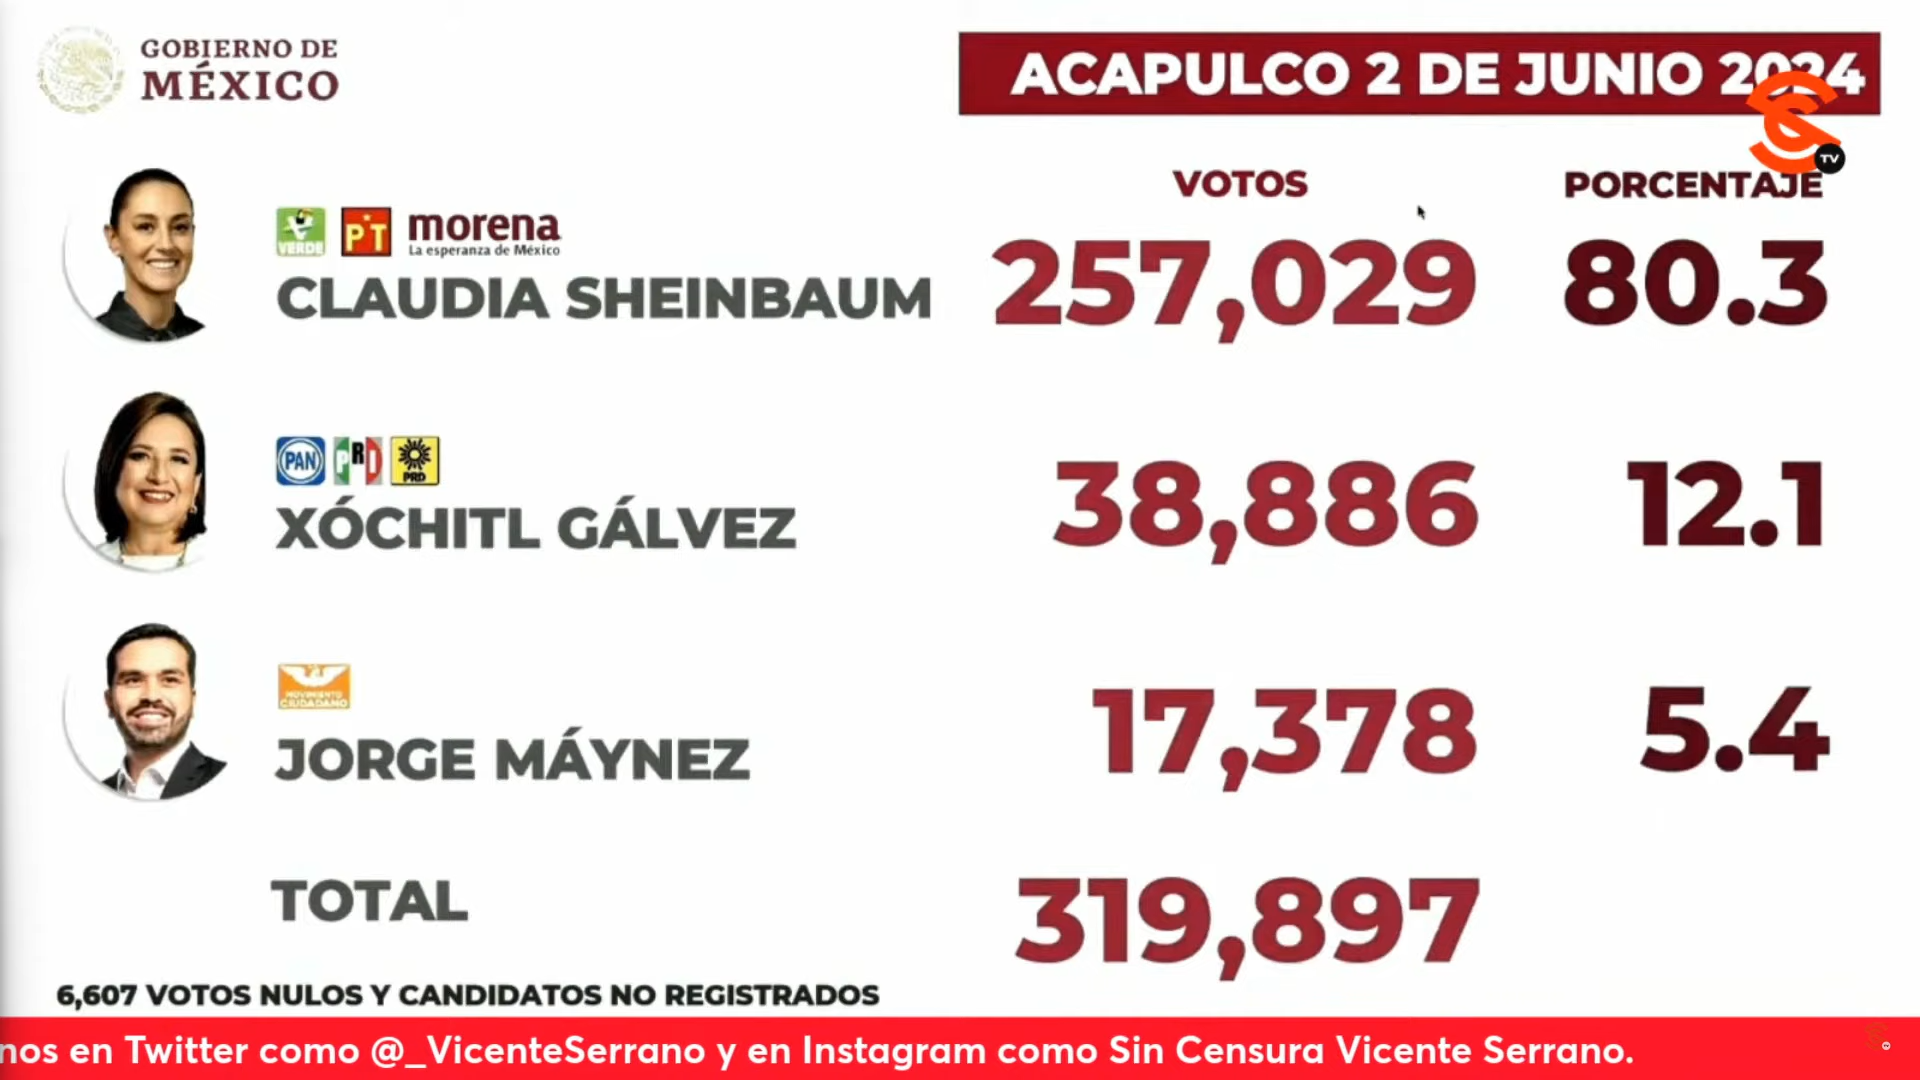 GOBIERNO DE
MÉXICO
ACAPULCO 2 DE JUNIO 2024
TV
VOTOS PORCENTAJE
VERDE PT morena
La esperanza de México
CLAUDIA SHEINBAUM 257,029 80.3
PAN PRI PRD
XÓCHITL GÁLVEZ 38,886 12.1
MOVIMIENTO
CIUDADANO
JORGE MÁYNEZ 17,378 5.4
TOTAL 319,897
6,607 VOTOS NULOS Y CANDIDATOS NO REGISTRADOS
nos en Twitter como @_VicenteSerrano y en Instagram como Sin Censura Vicente Serrano.